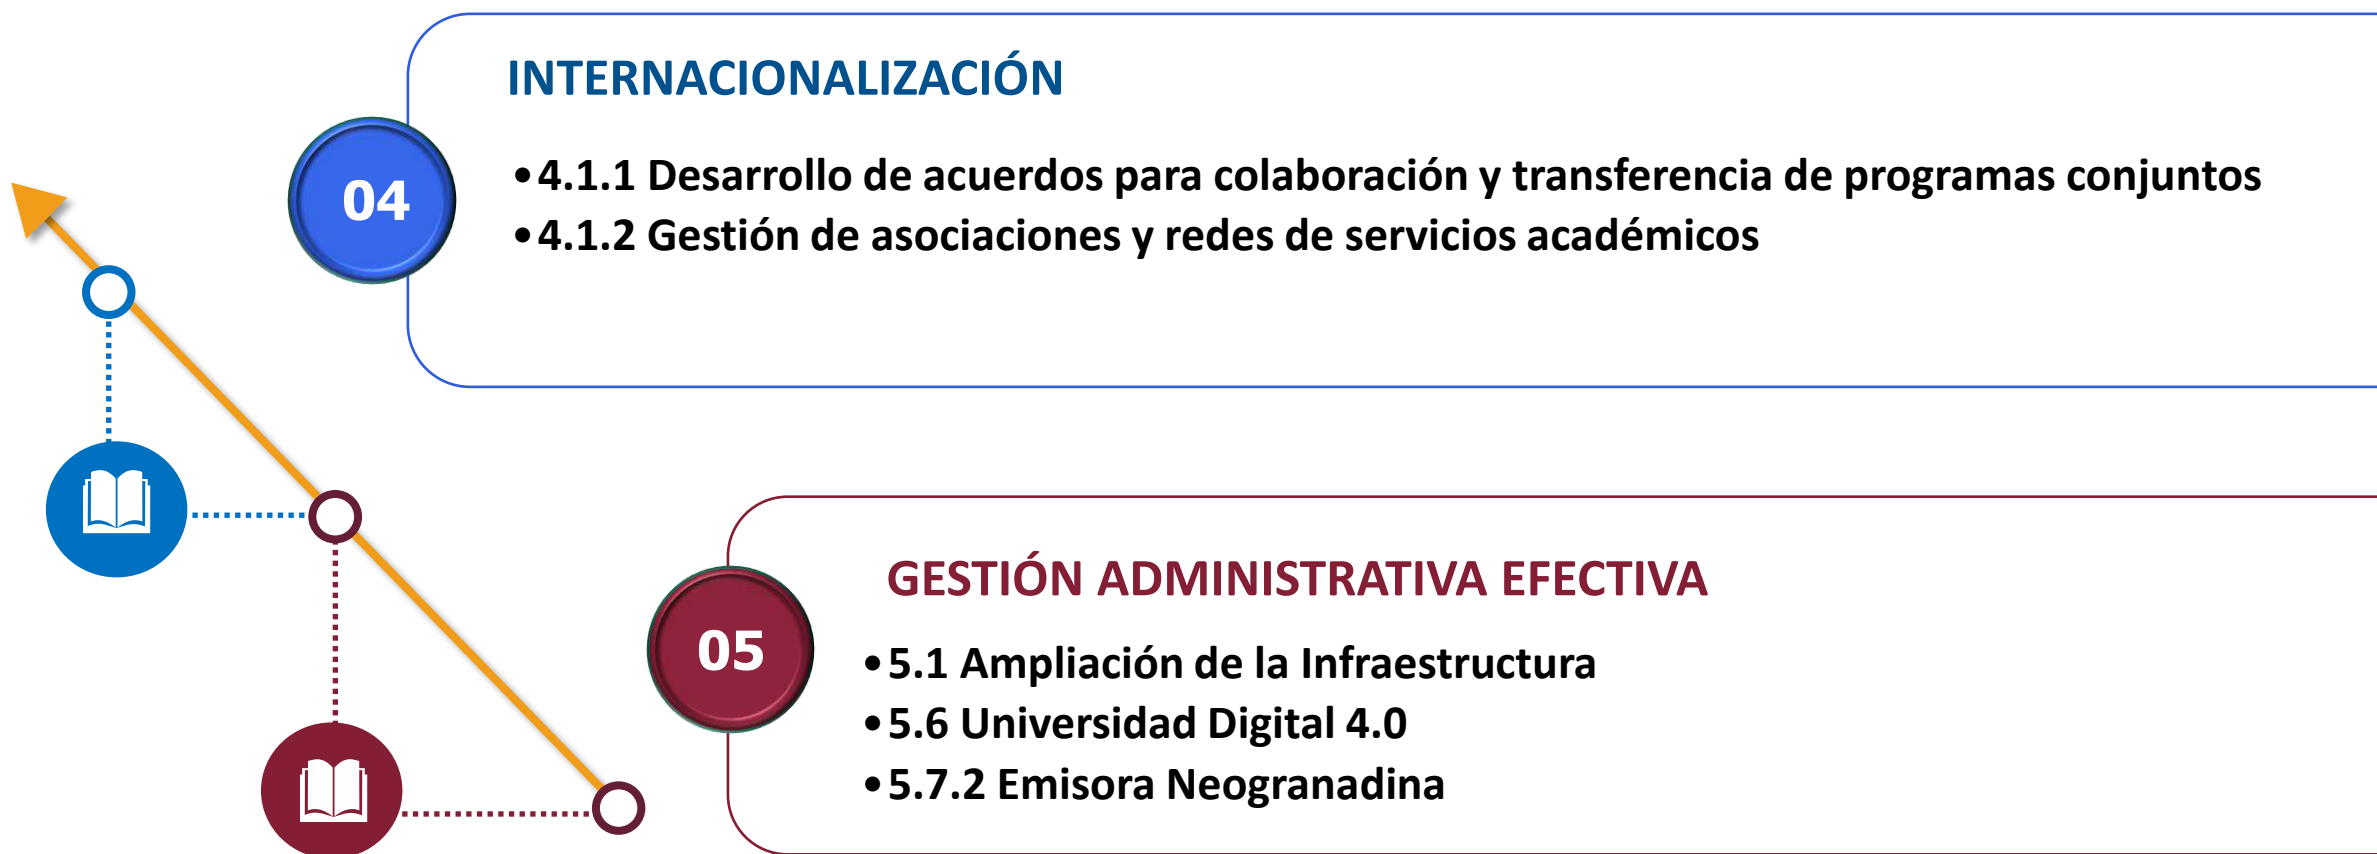 INTERNACIONALIZACIÓN
04
•4.1.1 Desarrollo de acuerdos para colaboración y transferencia de programas conjuntos
•4.1.2 Gestión de asociaciones y redes de servicios académicos
GESTIÓN ADMINISTRATIVA EFECTIVA
05
•5.1 Ampliación de la Infraestructura
•5.6 Universidad Digital 4.0
•5.7.2 Emisora Neogranadina